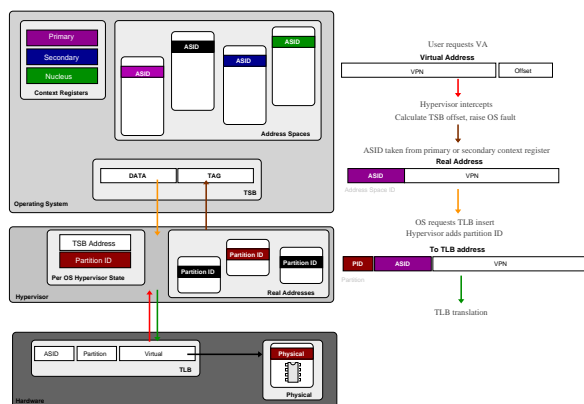 Primary
Secondary
Nucleus
Context Registers
ASID
ASID
ASID
ASID
Address Spaces
DATA
TAG
TSB
Operating System
TSB Address
Partition ID
Per OS Hypervisor State
Partition ID
Partition ID
Partition ID
Real Addresses
Hypervisor
ASID
Partition
Virtual
TLB
Physical
Physical
Hardware
User requests VA
Virtual Address
VPN
Offset
Hypervisor intercepts
Calculate TSB offset, raise OS fault
ASID taken from primary or secondary context register
Real Address
ASID
VPN
Address Space ID
OS requests TLB insert
Hypervisor adds partition ID
To TLB address
PID
ASID
VPN
Partition
TLB translation